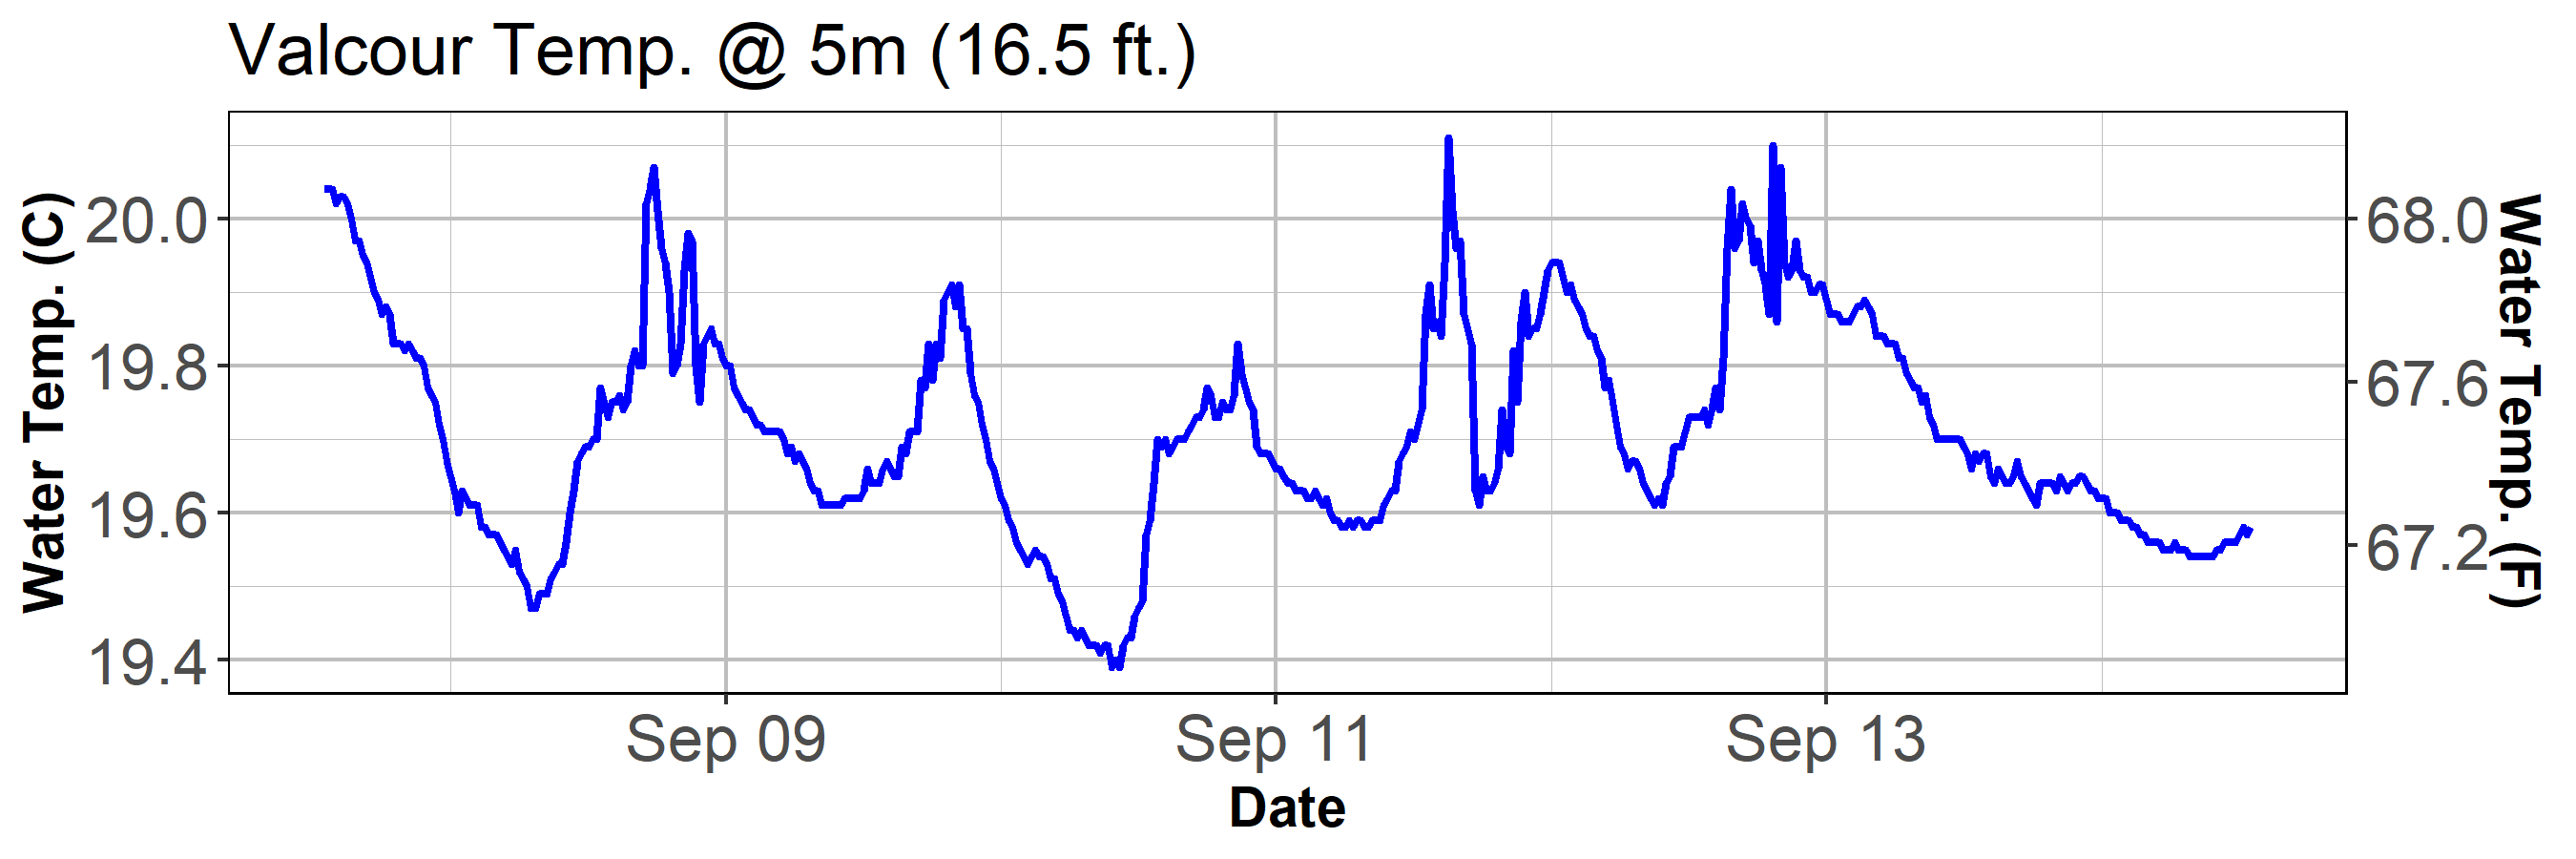 Valcour Temp. @ 5m (16.5 ft.)
Water Temp. (C)
20.0
19.8
19.6
19.4
68.0
67.6
67.2
Water Temp. (F)
Sep 09
Sep 11
Sep 13
Date